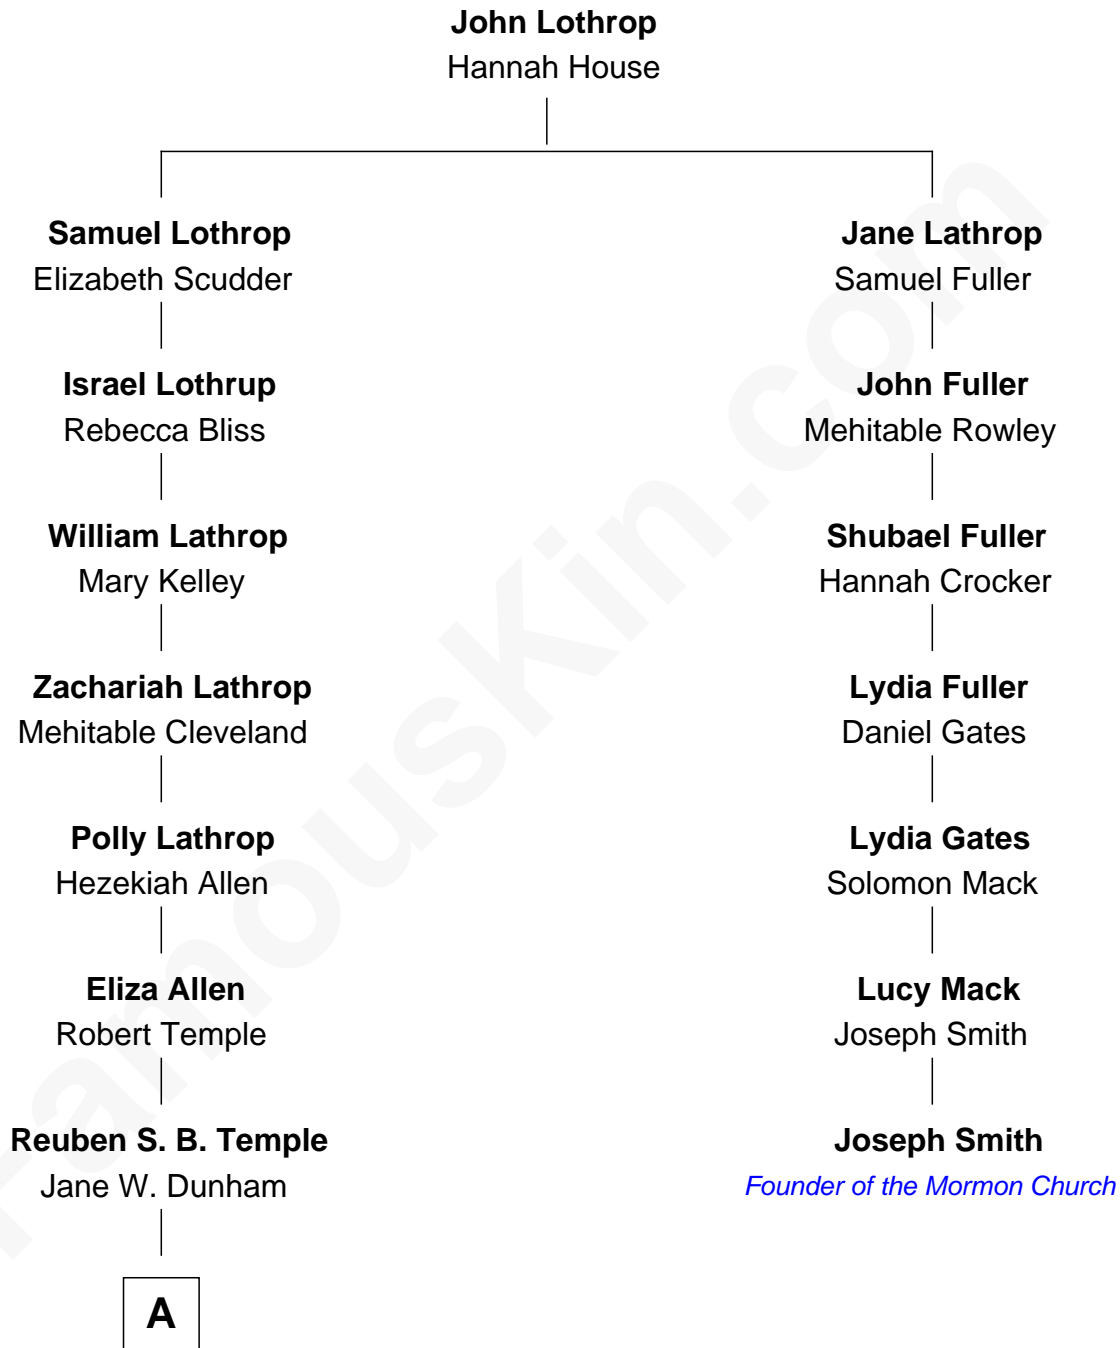 John Lothrop
Hannah House
Samuel Lothrop
Elizabeth Scudder
Jane Lathrop
Samuel Fuller
Israel Lothrup
Rebecca Bliss
John Fuller
Mehitable Rowley
William Lathrop
Mary Kelley
Shubael Fuller
Hannah Crocker
Zachariah Lathrop
Mehitable Cleveland
Lydia Fuller
Daniel Gates
Polly Lathrop
Hezekiah Allen
Lydia Gates
Solomon Mack
Eliza Allen
Robert Temple
Lucy Mack
Joseph Smith
Reuben S. B. Temple
Jane W. Dunham
Joseph Smith
Founder of the Mormon Church
A
FamousKin.com